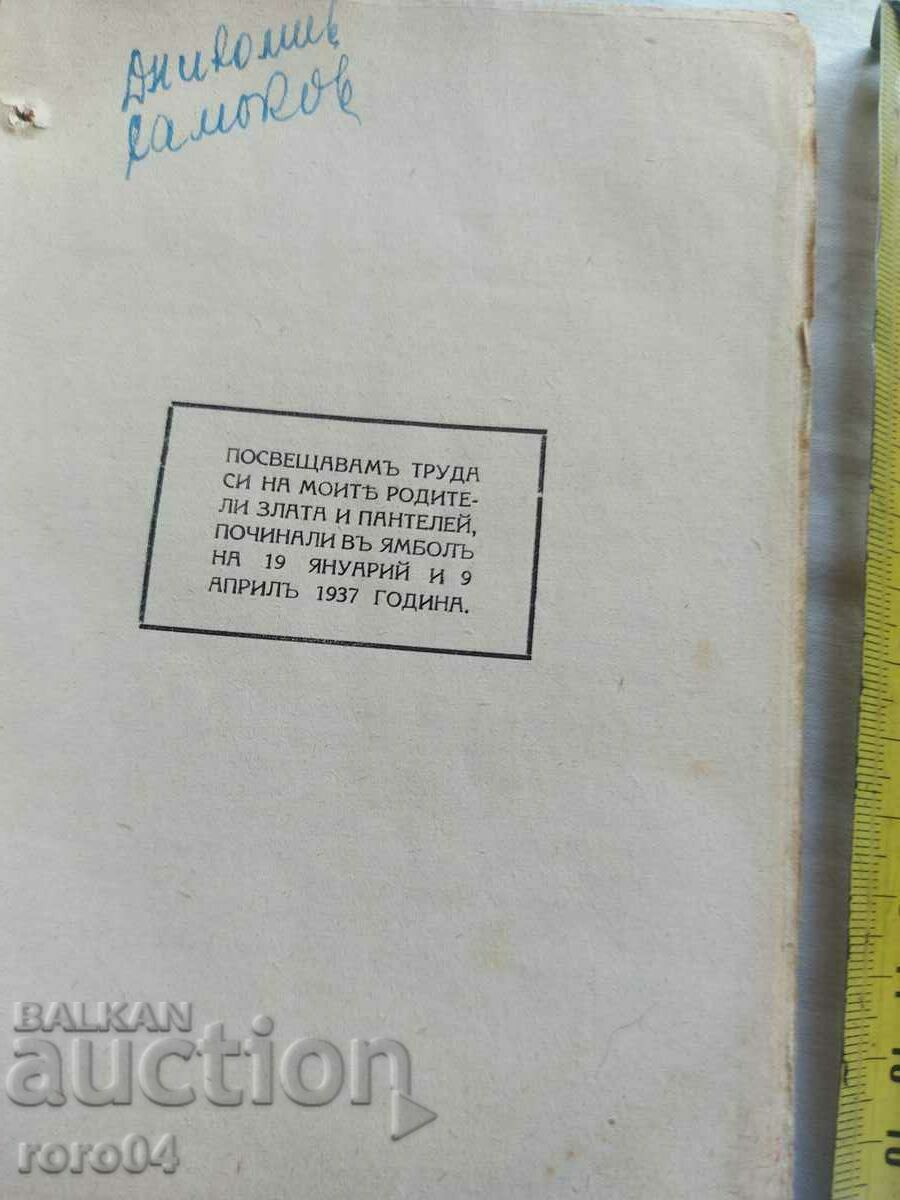 Самоков
ПОСВЕЩАВАМЪ ТРУДА
СИ НА МОИТѢ РОДИТЕ-
ЛИ ЗЛАТА И ПАНТЕЛЕЙ,
ПОЧИНАЛИ ВЪ ЯМБОЛЪ
НА 19 ЯНУАРИЙ И 9
АПРИЛЪ 1937 ГОДИНА.
BALKAN
auction
roro04